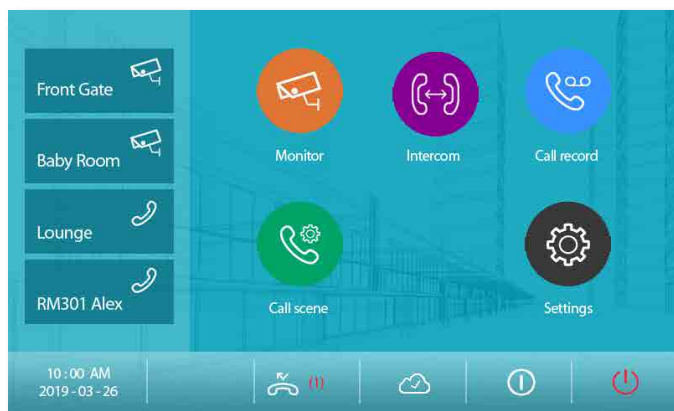 Front Gate
Baby Room
Lounge
RM301 Alex
Monitor
Intercom
Call record
Call scene
Settings
10:00 AM
2019-03-26
(1)